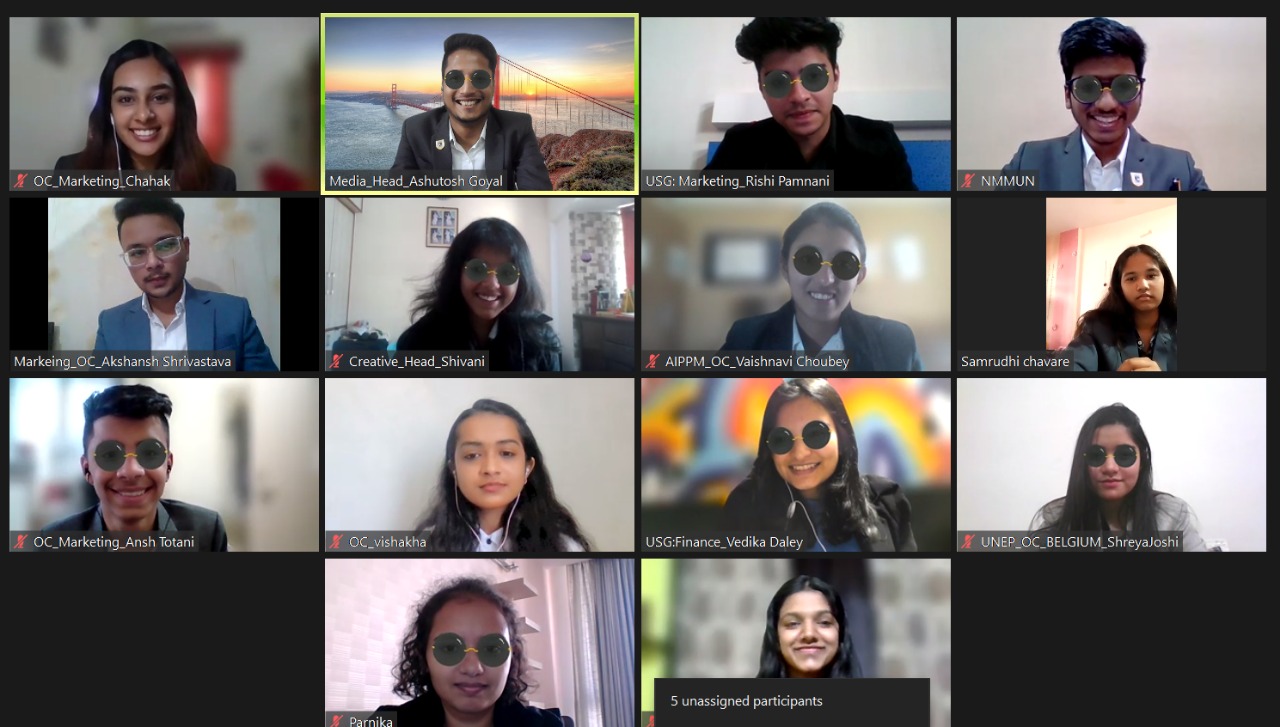 OC_Marketing_Chahak
Media_Head_Ashutosh Goyal
USG: Marketing_Rishi Pamnani
NMMUN
Markeing_OC_Akshansh Shrivastava
Creative_Head_Shivani
AIPPM_OC_Vaishnavi Choubey
Samrudhi chavare
OC_Marketing_Ansh Totani
OC_vishakha
USG:Finance_Vedika Daley
UNEP_OC_BELGIUM_ShreyaJoshi
Parnika
5 unassigned participants